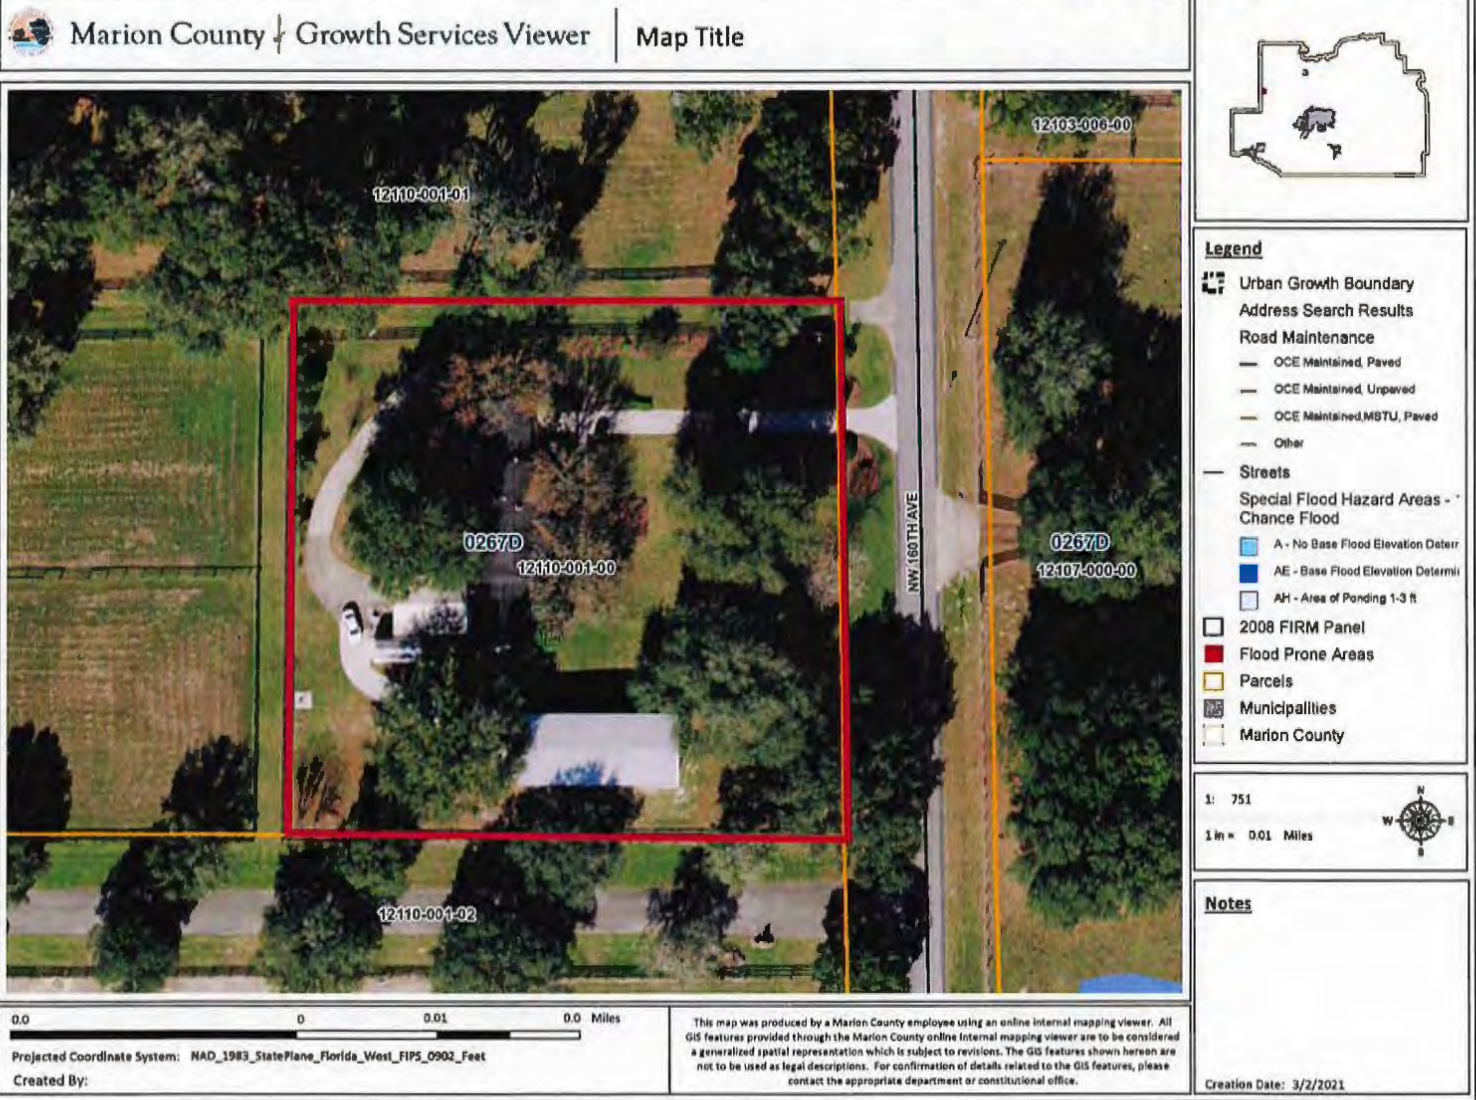 Marion County Growth Services Viewer
Map Title
12103-006-00
12110-001-01
0267D
12110-001-00
NW 160TH AVE
0267D
12107-000-00
12110-001-02
Legend
Urban Growth Boundary
Address Search Results
Road Maintenance
OCE Maintained, Paved
OCE Maintained, Unpaved
OCE Maintained,MSTU, Paved
Other
Streets
Special Flood Hazard Areas -
Chance Flood
A - No Base Flood Elevation Deterr
AE - Base Flood Elevation Determi
AH - Area of Ponding 1-3 ft
2008 FIRM Panel
Flood Prone Areas
Parcels
Municipalities
Marion County
1: 751
1 in = 0.01 Miles
N
W
Notes
Creation Date: 3/2/2021
0.0 0 0.01 0.0 Miles
Projected Coordinate System: NAD_1983_StatePlane_Florida_West_FIPS_0902_Feet
Created By:
This map was produced by a Marion County employee using an online internal mapping viewer. All
GIS features provided through the Marion County online internal mapping viewer are to be considered
a generalized spatial representation which is subject to revisions. The GIS features shown hereon are
not to be used as legal descriptions. For confirmation of details related to the GIS features, please
contact the appropriate department or constitutional office.